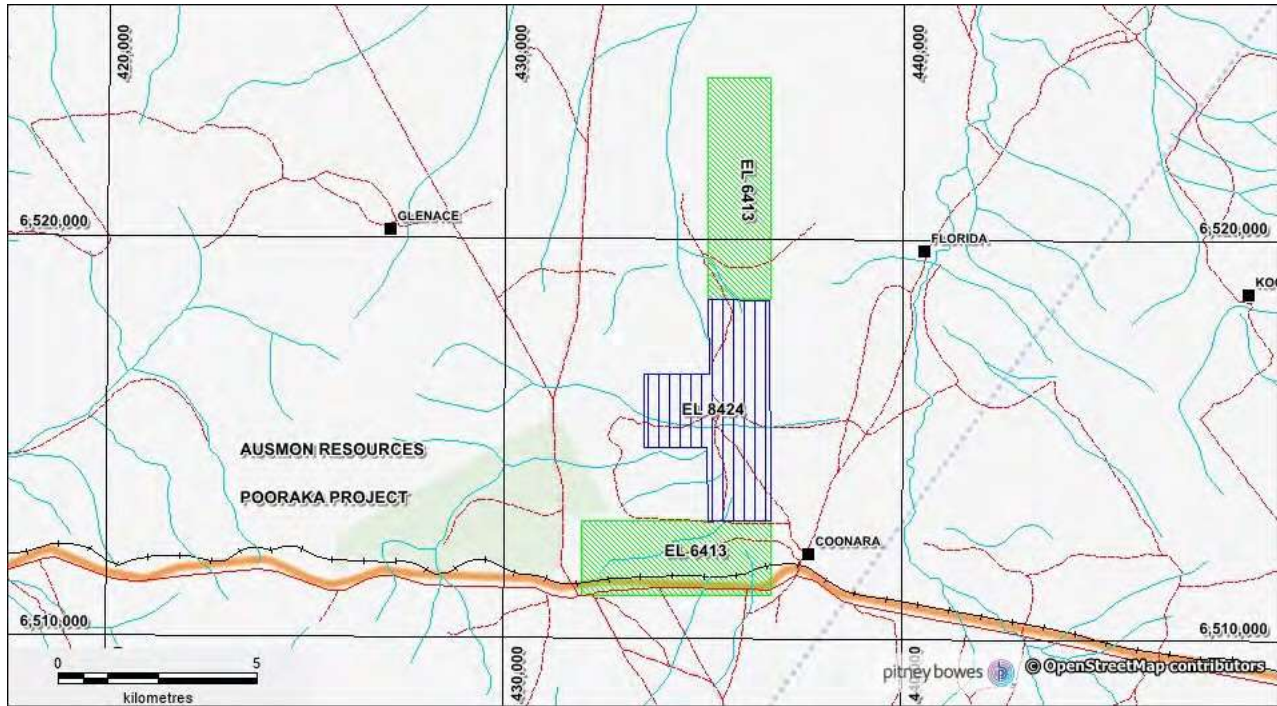 420,000
430,000
440,000
EL 6413
6,520,000
GLENACE
6,520,000
FLORIDA
EL 8424
AUSMON RESOURCES
POORAKA PROJECT
EL 6413
COONARA
6,510,000
6,510,000
0 5
kilometres
430,000
440,000
pitney bowes © OpenStreetMap contributors